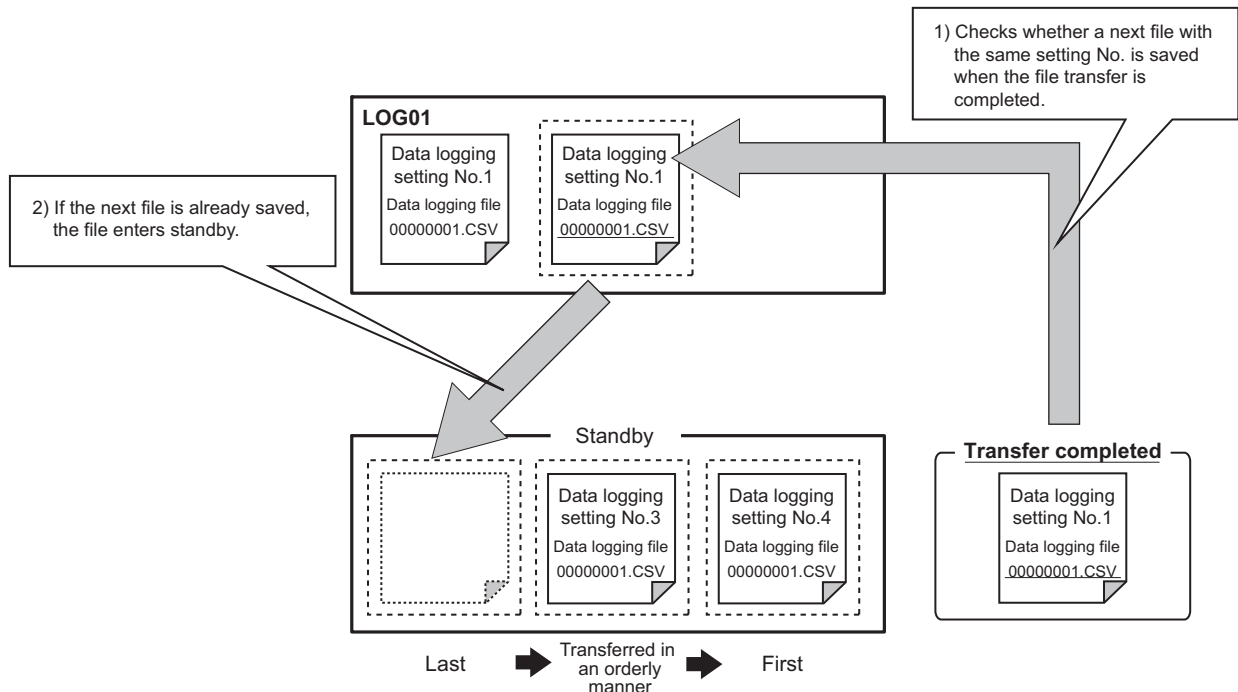 1) Checks whether a next file with
the same setting No. is saved
when the file transfer is
completed.
LOG01
Data logging
setting No.1
Data logging file
00000001.CSV
Data logging
setting No.1
Data logging file
00000001.CSV
2) If the next file is already saved,
the file enters standby.
Standby
Data logging
setting No.3
Data logging file
00000001.CSV
Data logging
setting No.4
Data logging file
00000001.CSV
Transfer completed
Data logging
setting No.1
Data logging file
00000001.CSV
Last
Transferred in
an orderly
manner
First